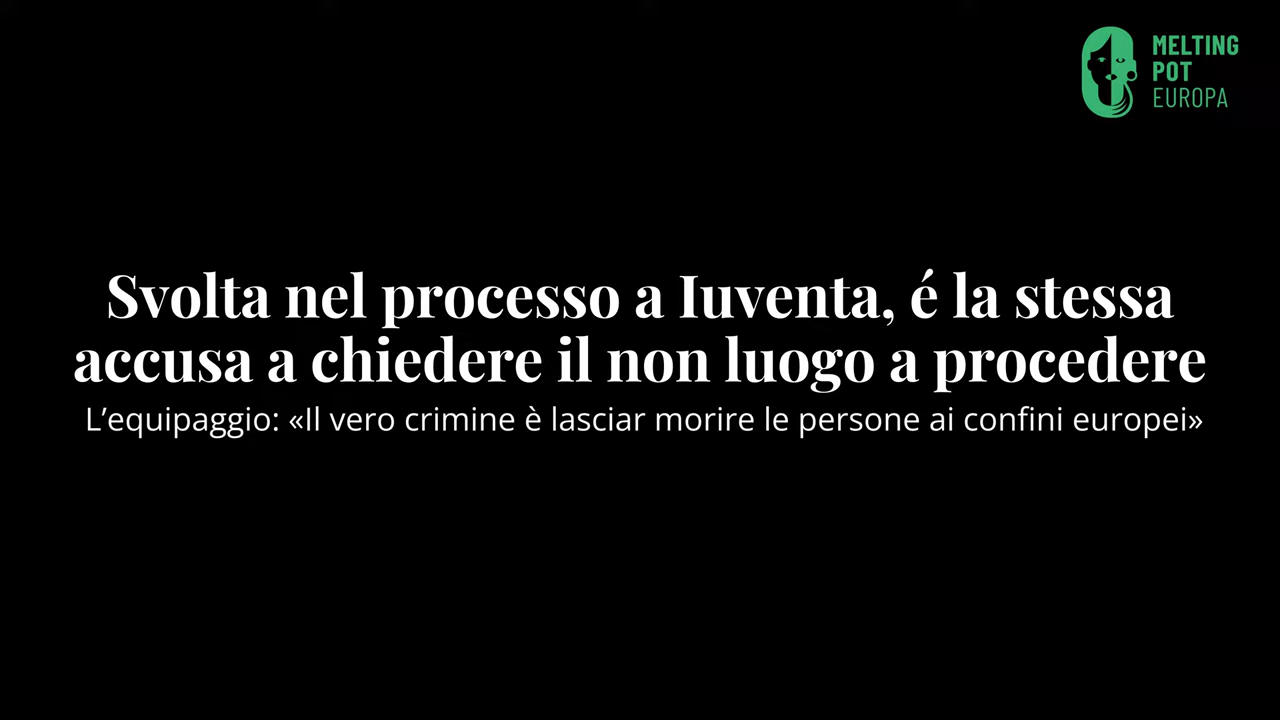 MELTING
POT
EUROPA
Svolta nel processo a Iuventa, é la stessa
accusa a chiedere il non luogo a procedere
L’equipaggio: «Il vero crimine è lasciar morire le persone ai confini europei»